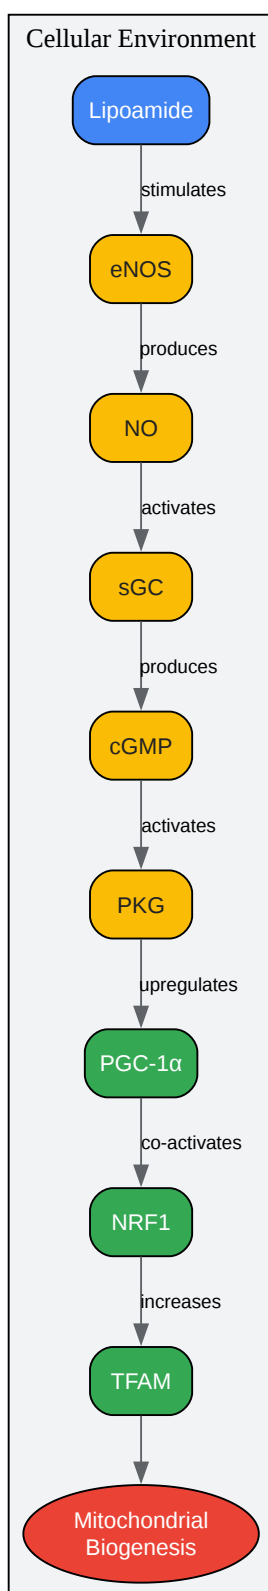 Cellular Environment
Lipoamide
stimulates
eNOS
produces
NO
activates
sGC
produces
cGMP
activates
PKG
upregulates
PGC-1α
co-activates
NRF1
increases
TFAM
Mitochondrial
Biogenesis